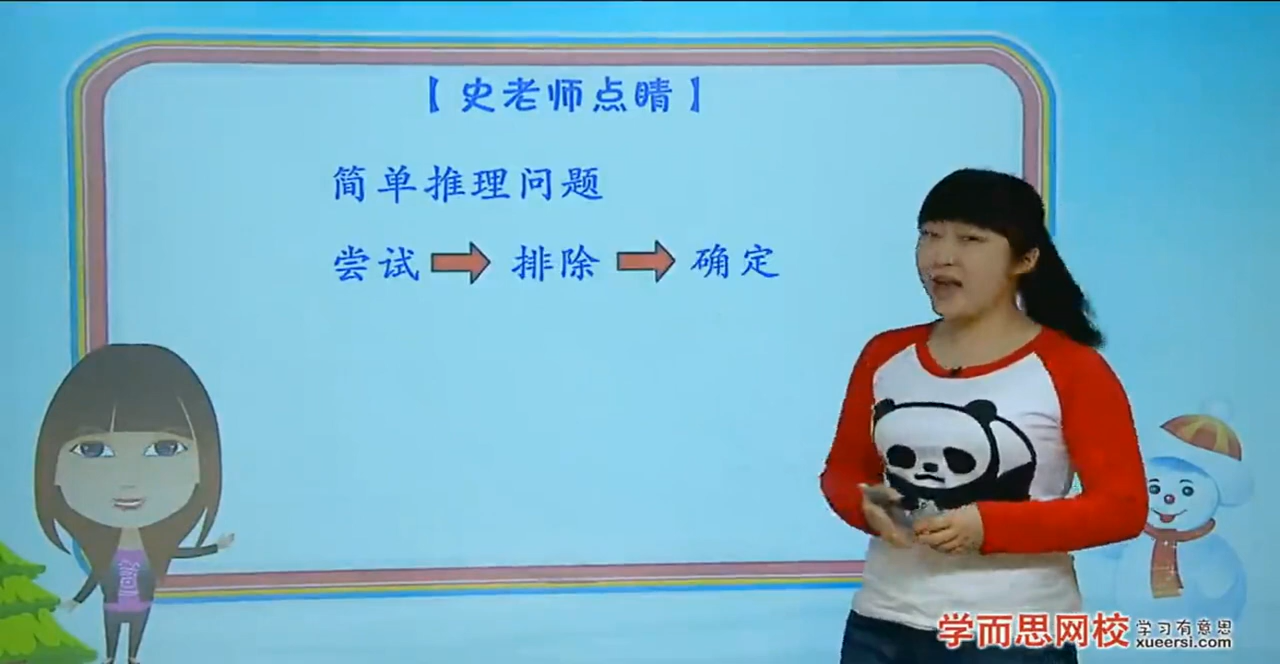 【史老师点睛】
简单推理问题
尝试➡排除➡确定
学而思网校
学习有意思
xueersi.com